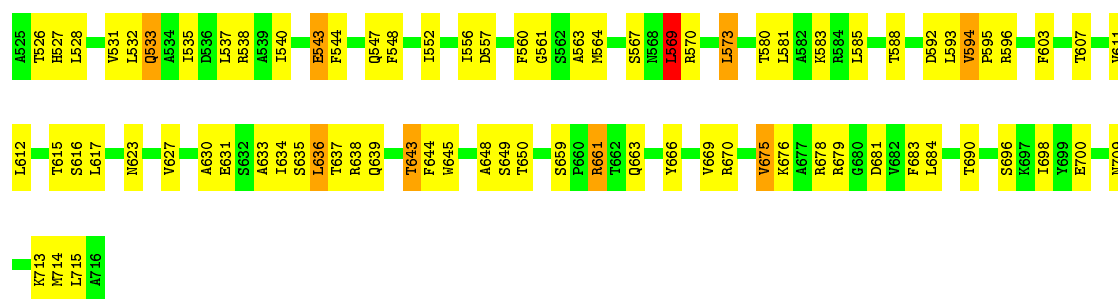 A525 T526 H527 L528 V531 L532 Q533 A534 I535 D536 L537 R538 A539 I540 E543 F544 Q547 F548 I552 I556 D557 F560 G561 S562 A563 M564 S567 N568 L569 R570 L573 T580 L581 A582 K583 R584 L585 T588 D592 L593 V594 P595 R596 F603 T607 V611
L612 T615 S616 L617 N623 V627 A630 E631 S632 A633 I634 S635 L636 T637 R638 Q639 T643 F644 W645 A648 S649 T650 S659 P660 R661 T662 Q663 Y666 V669 R670 V675 K676 A677 R678 R679 G680 D681 V682 F683 L684 T690 S696 K697 I698 Y699 E700
K713 M714 L715 A716